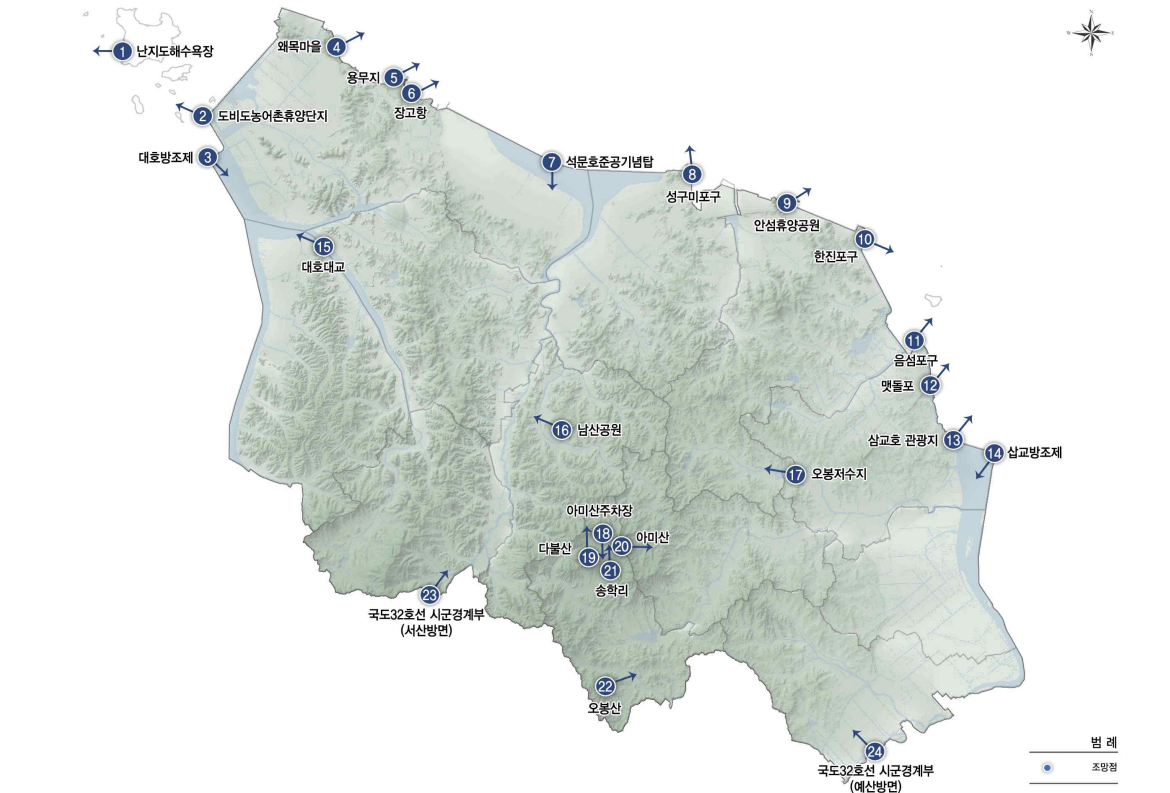 1 난지도해수욕장
왜목마을 4
용무지 5
6
장고항
2 도비도농어촌휴양단지
대호방조제 3
7 석문호준공기념탑
8
성구미포구
9
안섬휴양공원
10
한진포구
15
대호대교
11
음섬포구
맷돌포 12
16 남산공원
삼교호 관광지 13
14 삽교방조제
17 오봉저수지
아미산주차장
18
다불산 19
20 아미산
21
송학리
23
국도32호선 시군경계부
(서산방면)
22
오봉산
24
국도32호선 시군경계부
(예산방면)
범 례
조망점
N